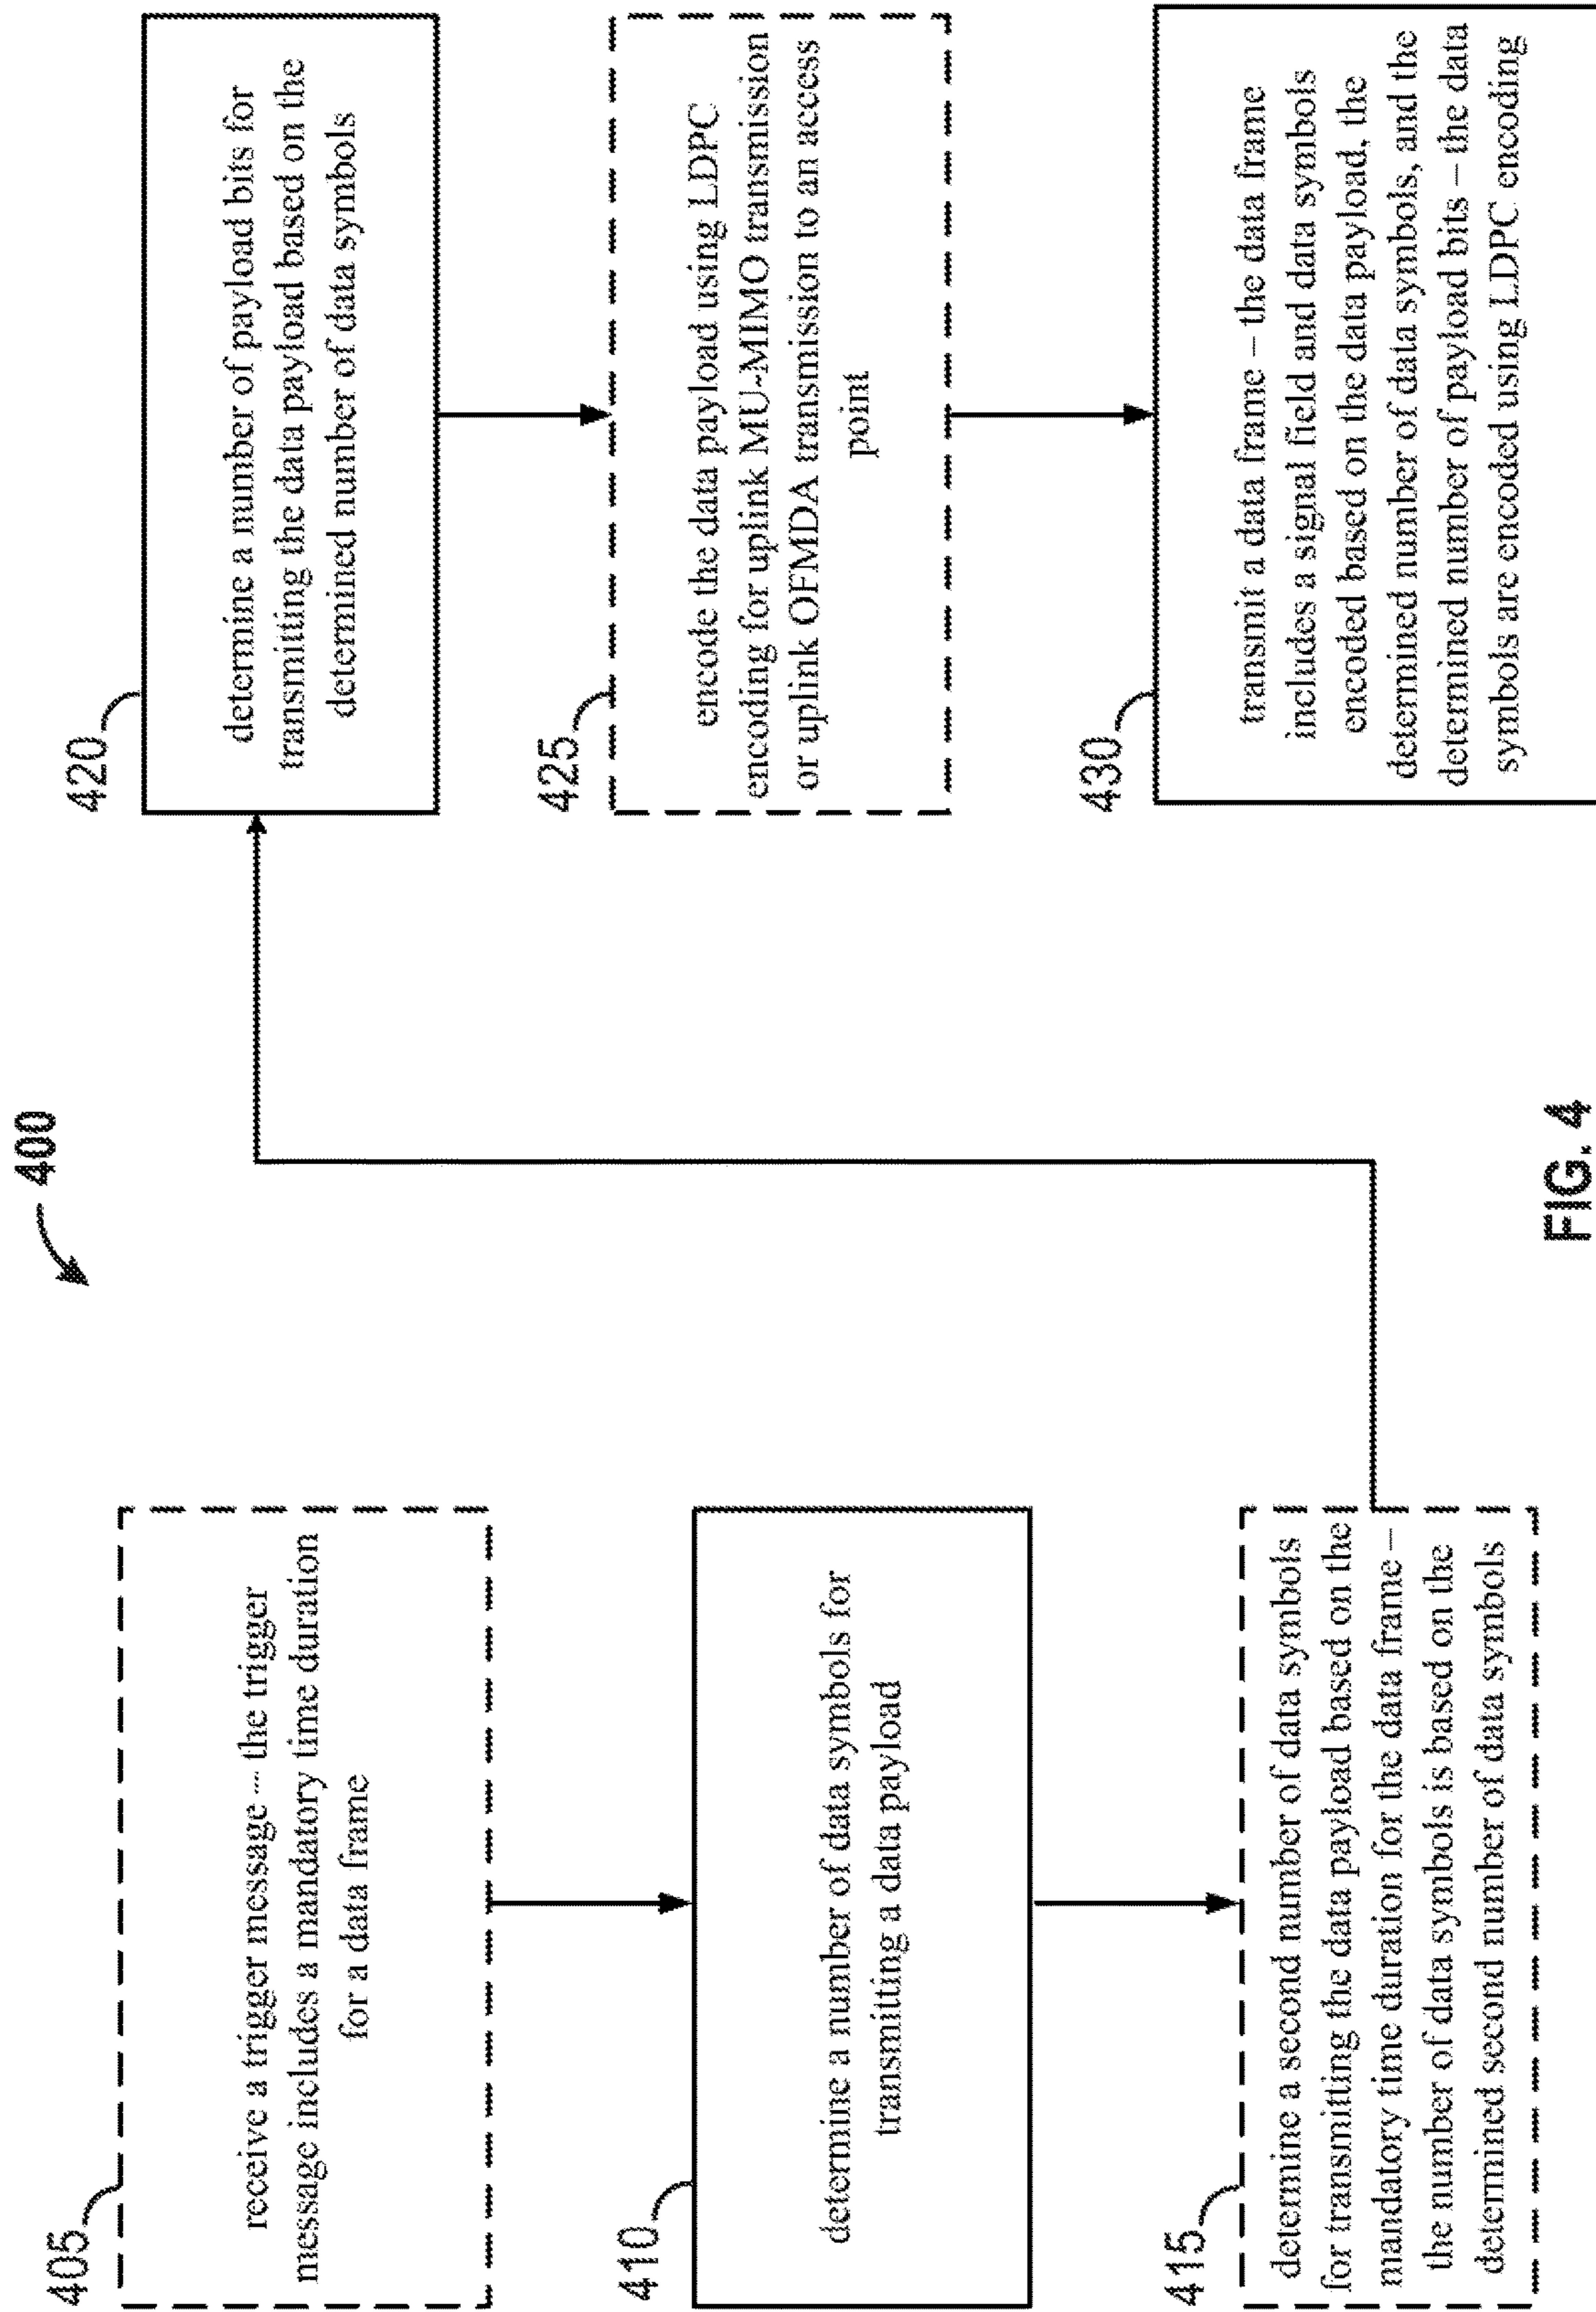 400
405
receive a trigger message – the trigger
message includes a mandatory time duration
for a data frame
410
determine a number of data symbols for
transmitting a data payload
415
determine a second number of data symbols
for transmitting the data payload based on the
mandatory time duration for the data frame –
the number of data symbols is based on the
determined second number of data symbols
420
determine a number of payload bits for
transmitting the data payload based on the
determined number of data symbols
425
encode the data payload using LDPC
encoding for uplink MU-MIMO transmission
or uplink OFMDA transmission to an access
point
430
transmit a data frame – the data frame
includes a signal field and data symbols
encoded based on the data payload, the
determined number of data symbols, and the
determined number of payload bits – the data
symbols are encoded using LDPC encoding
FIG. 4